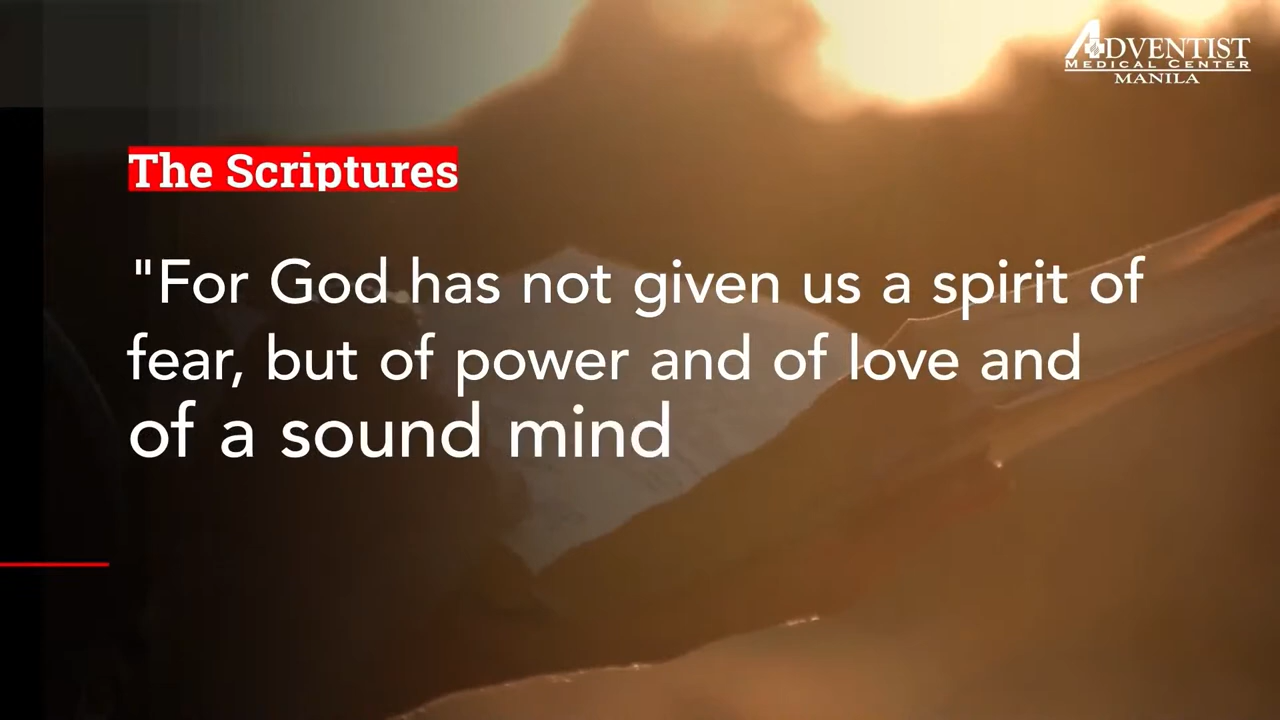 ADVENTIST
MEDICAL CENTER
MANILA
The Scriptures
"For God has not given us a spirit of
fear, but of power and of love and
of a sound mind